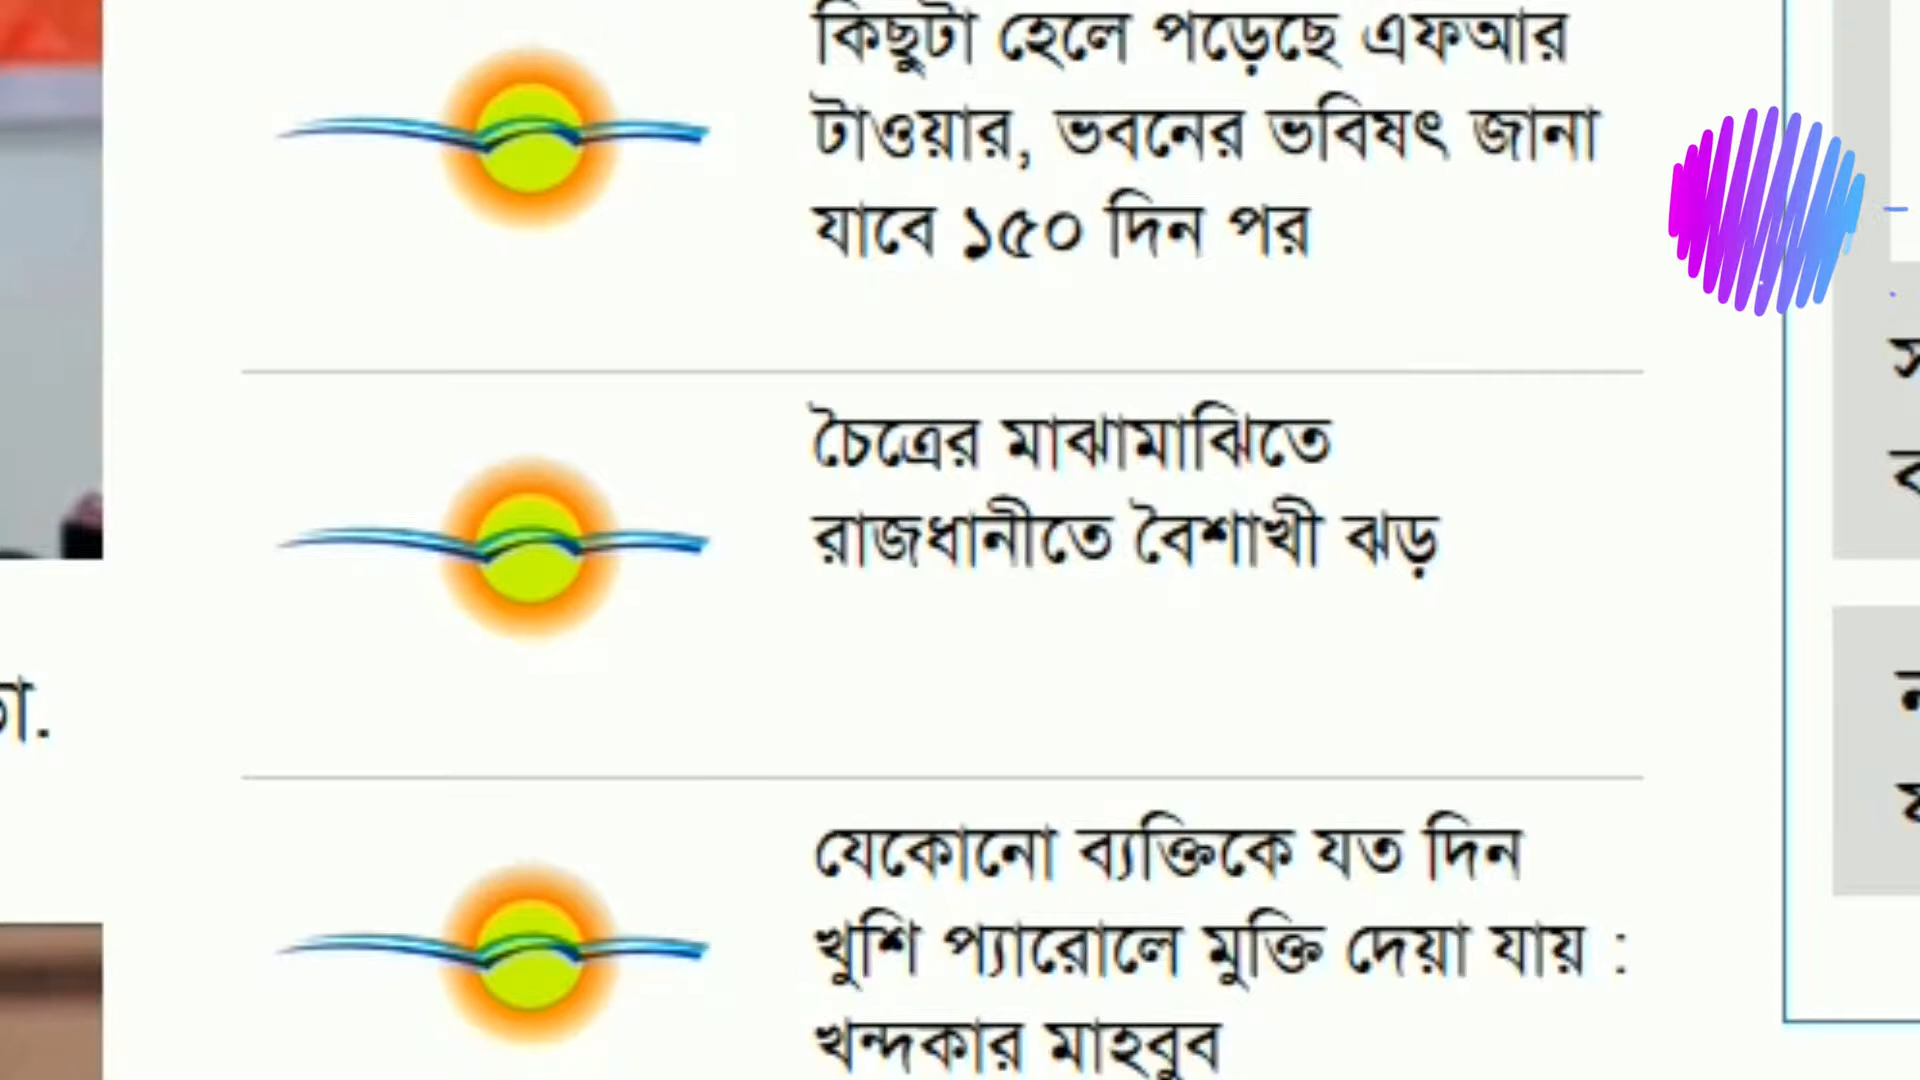 কিছুটা হেলে পড়েছে এফআর
টাওয়ার, ভবনের ভবিষৎ জানা
যাবে ১৫০ দিন পর
চৈত্রের মাঝামাঝিতে
রাজধানীতে বৈশাখী ঝড়
যেকোনো ব্যক্তিকে যত দিন
খুশি প্যারোলে মুক্তি দেয়া যায় :
খন্দকার মাহবুব